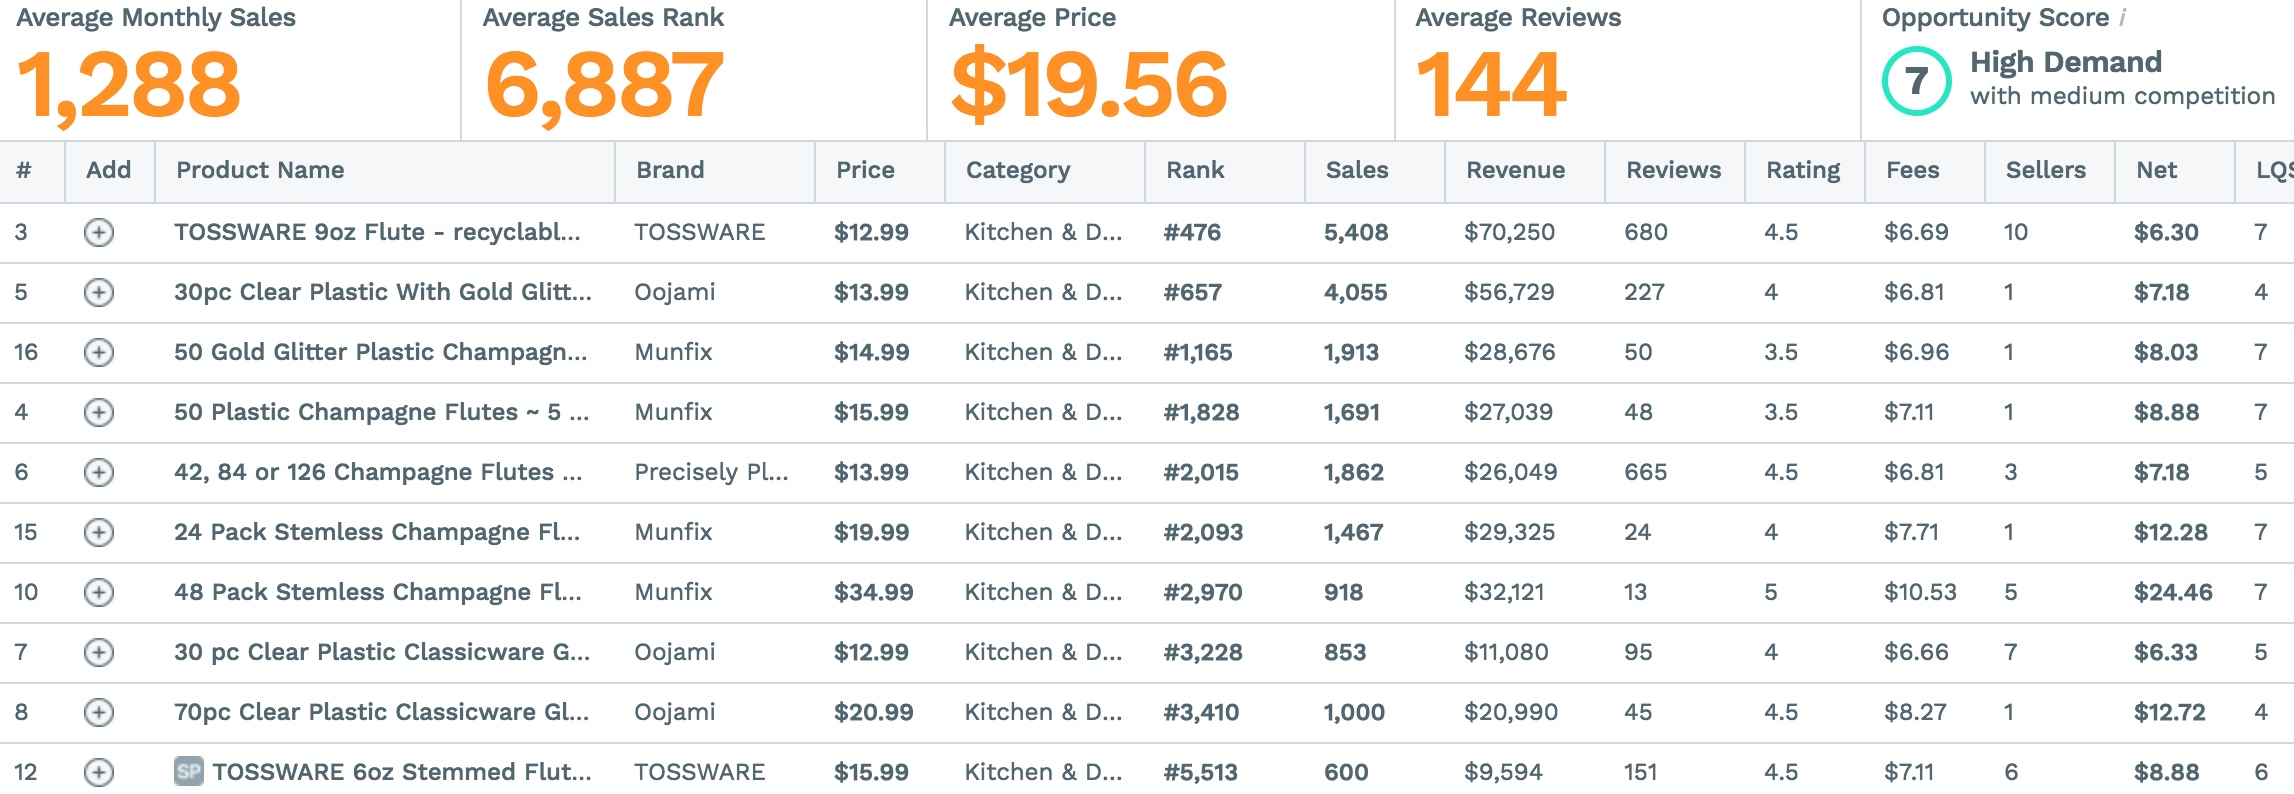 Average Monthly Sales Average Sales Rank Average Price Average Reviews Opportunity Score i
1,288 6,887 $19.56 144 7 High Demand
with medium competition
# Add Product Name Brand Price Category Rank Sales Revenue Reviews Rating Fees Sellers Net LQS
3 TOSSWARE 9oz Flute - recyclabl... TOSSWARE $12.99 Kitchen & D... #476 5,408 $70,250 680 4.5 $6.69 10 $6.30 7
5 30pc Clear Plastic With Gold Glitt... Oojami $13.99 Kitchen & D... #657 4,055 $56,729 227 4 $6.81 1 $7.18 4
16 50 Gold Glitter Plastic Champagn... Munfix $14.99 Kitchen & D... #1,165 1,913 $28,676 50 3.5 $6.96 1 $8.03 7
4 50 Plastic Champagne Flutes ~ 5 ... Munfix $15.99 Kitchen & D... #1,828 1,691 $27,039 48 3.5 $7.11 1 $8.88 7
6 42, 84 or 126 Champagne Flutes ... Precisely Pl... $13.99 Kitchen & D... #2,015 1,862 $26,049 665 4.5 $6.81 3 $7.18 5
15 24 Pack Stemless Champagne Fl... Munfix $19.99 Kitchen & D... #2,093 1,467 $29,325 24 4 $7.71 1 $12.28 7
10 48 Pack Stemless Champagne Fl... Munfix $34.99 Kitchen & D... #2,970 918 $32,121 13 5 $10.53 5 $24.46 7
7 30 pc Clear Plastic Classicware G... Oojami $12.99 Kitchen & D... #3,228 853 $11,080 95 4 $6.66 7 $6.33 5
8 70pc Clear Plastic Classicware Gl... Oojami $20.99 Kitchen & D... #3,410 1,000 $20,990 45 4.5 $8.27 1 $12.72 4
12 SP TOSSWARE 6oz Stemmed Flut... TOSSWARE $15.99 Kitchen & D... #5,513 600 $9,594 151 4.5 $7.11 6 $8.88 6